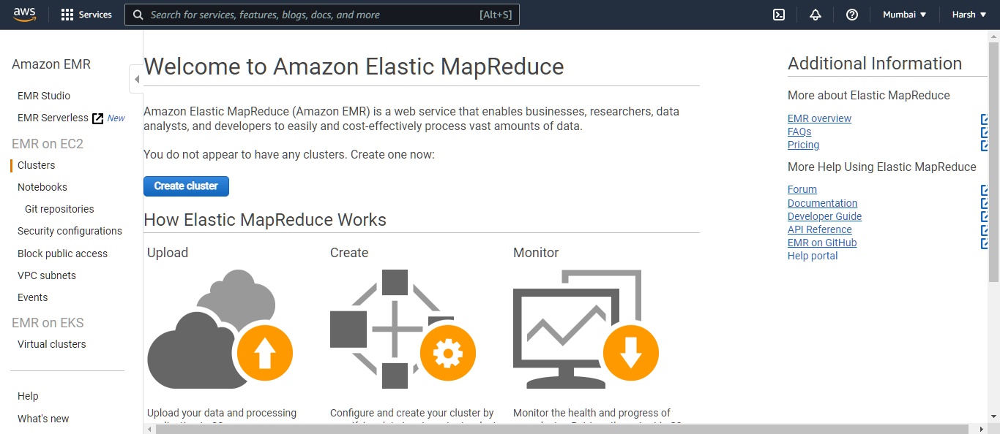 aws
Services
Search for services, features, blogs, docs, and more
[Alt+S]
Mumbai
Harsh
Amazon EMR
EMR Studio
EMR Serverless New
EMR on EC2
Clusters
Notebooks
Git repositories
Security configurations
Block public access
VPC subnets
Events
EMR on EKS
Virtual clusters
Help
What's new
Welcome to Amazon Elastic MapReduce
Amazon Elastic MapReduce (Amazon EMR) is a web service that enables businesses, researchers, data
analysts, and developers to easily and cost-effectively process vast amounts of data.
You do not appear to have any clusters. Create one now:
Create cluster
How Elastic MapReduce Works
Upload
Upload your data and processing
Create
Configure and create your cluster by
Monitor
Monitor the health and progress of
Additional Information
More about Elastic MapReduce
EMR overview
FAQs
Pricing
More Help Using Elastic MapReduce
Forum
Documentation
Developer Guide
API Reference
EMR on GitHub
Help portal